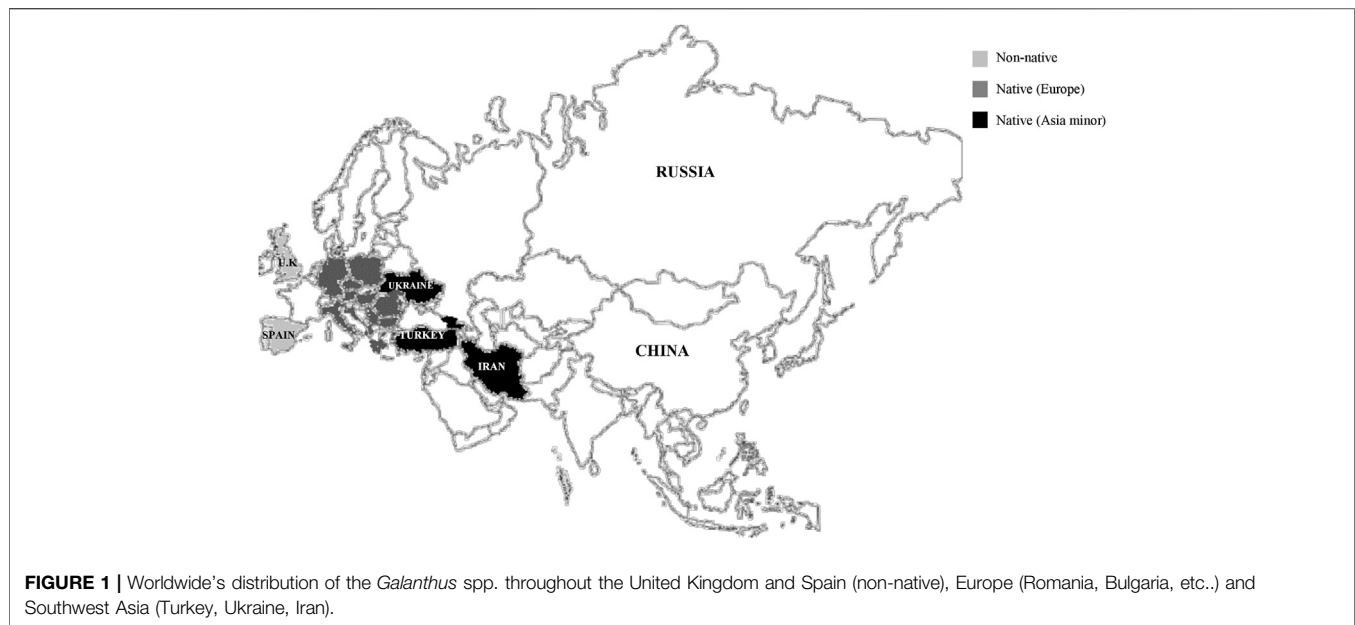 Non-native
Native (Europe)
Native (Asia minor)
RUSSIA
U.K
UKRAINE
SPAIN
TURKEY
IRAN
CHINA
FIGURE 1 | Worldwide's distribution of the Galanthus spp. throughout the United Kingdom and Spain (non-native), Europe (Romania, Bulgaria, etc..) and
Southwest Asia (Turkey, Ukraine, Iran).